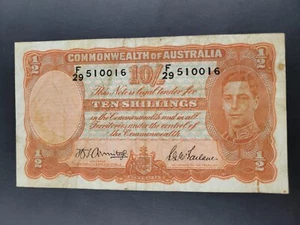 COMMONWEALTH OF AUSTRALIA
1/2 F/29 510016 10/- F/29 510016 1/2
This Note is legal tender for
TEN SHILLINGS
in the Commonwealth and in all
Territories under the control of
the Commonwealth
1/2 1/2